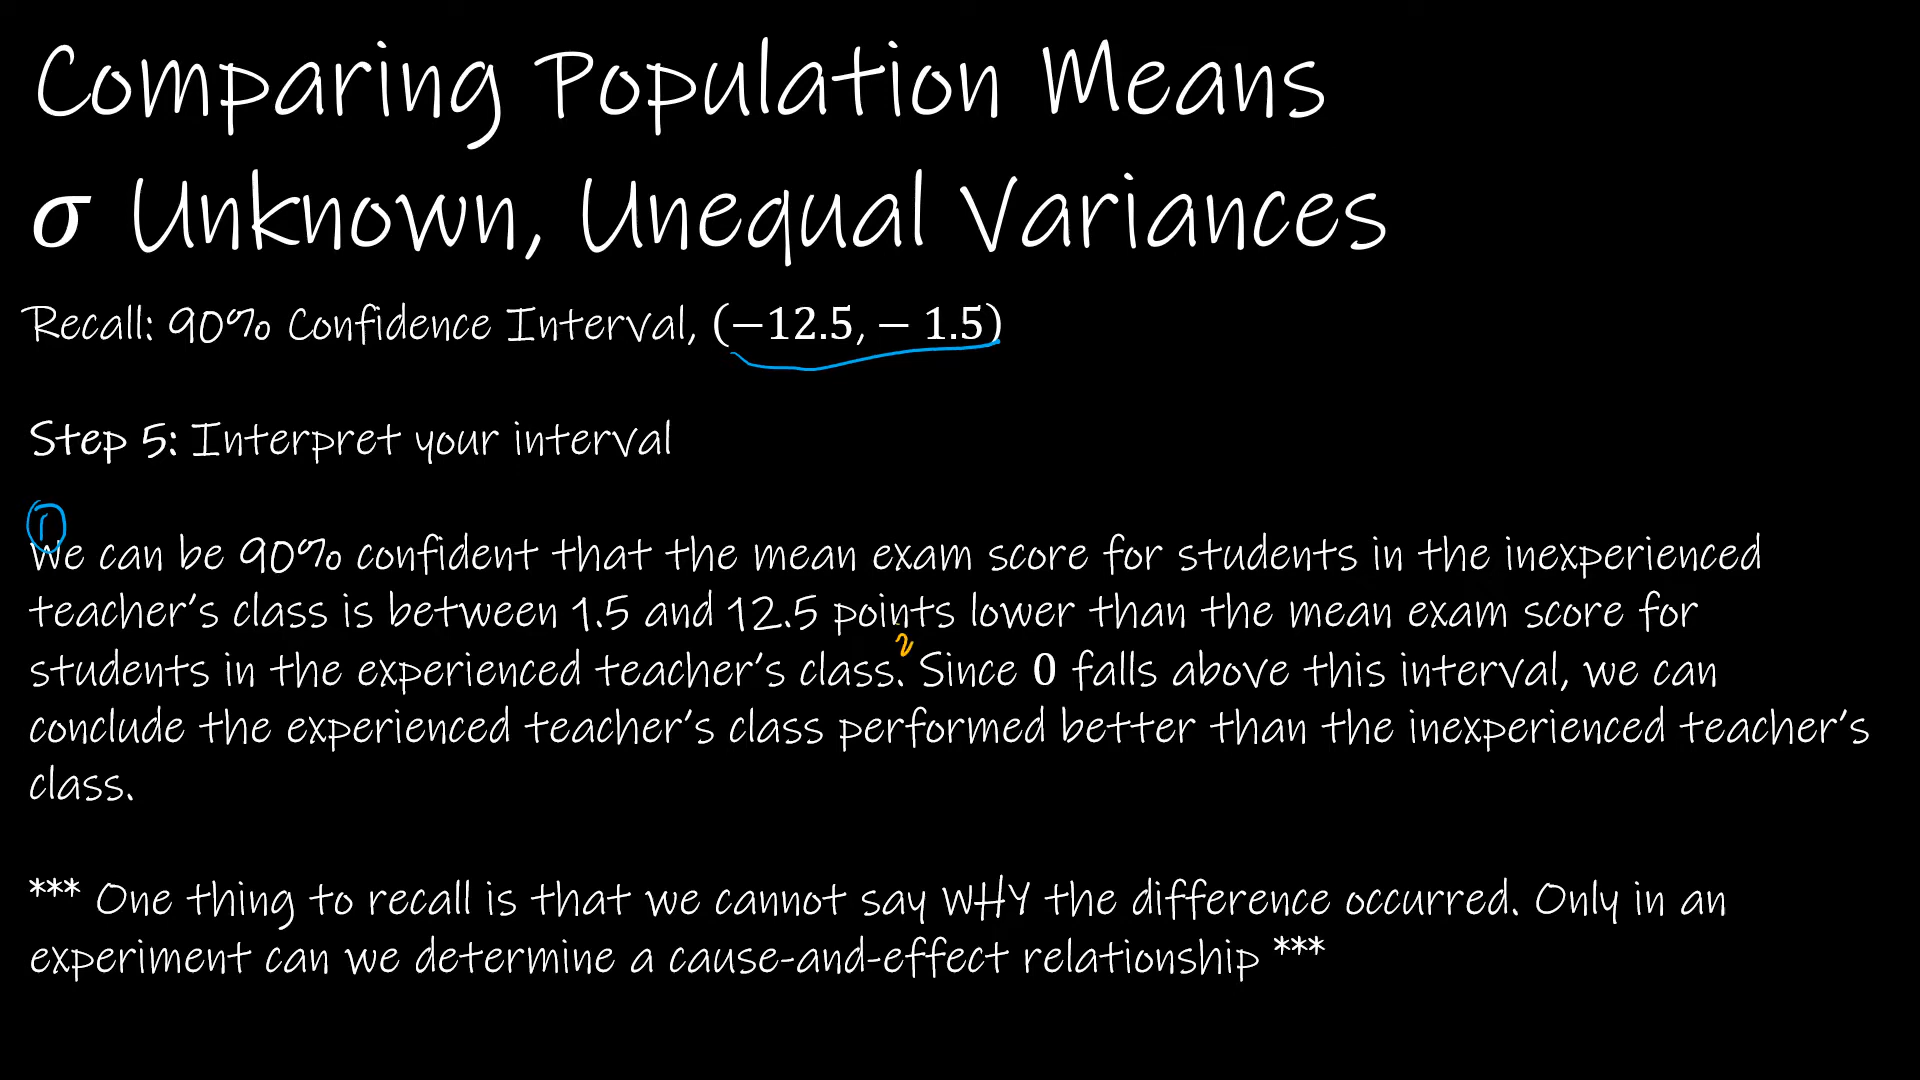 Comparing Population Means
σ Unknown, Unequal Variances
Recall: 90% Confidence Interval, (−12.5, − 1.5)
Step 5: Interpret your interval
1
We can be 90% confident that the mean exam score for students in the inexperienced
teacher's class is between 1.5 and 12.5 points lower than the mean exam score for
2
students in the experienced teacher's class. Since 0 falls above this interval, we can
conclude the experienced teacher's class performed better than the inexperienced teacher's
class.
*** One thing to recall is that we cannot say WHY the difference occurred. Only in an
experiment can we determine a cause-and-effect relationship ***